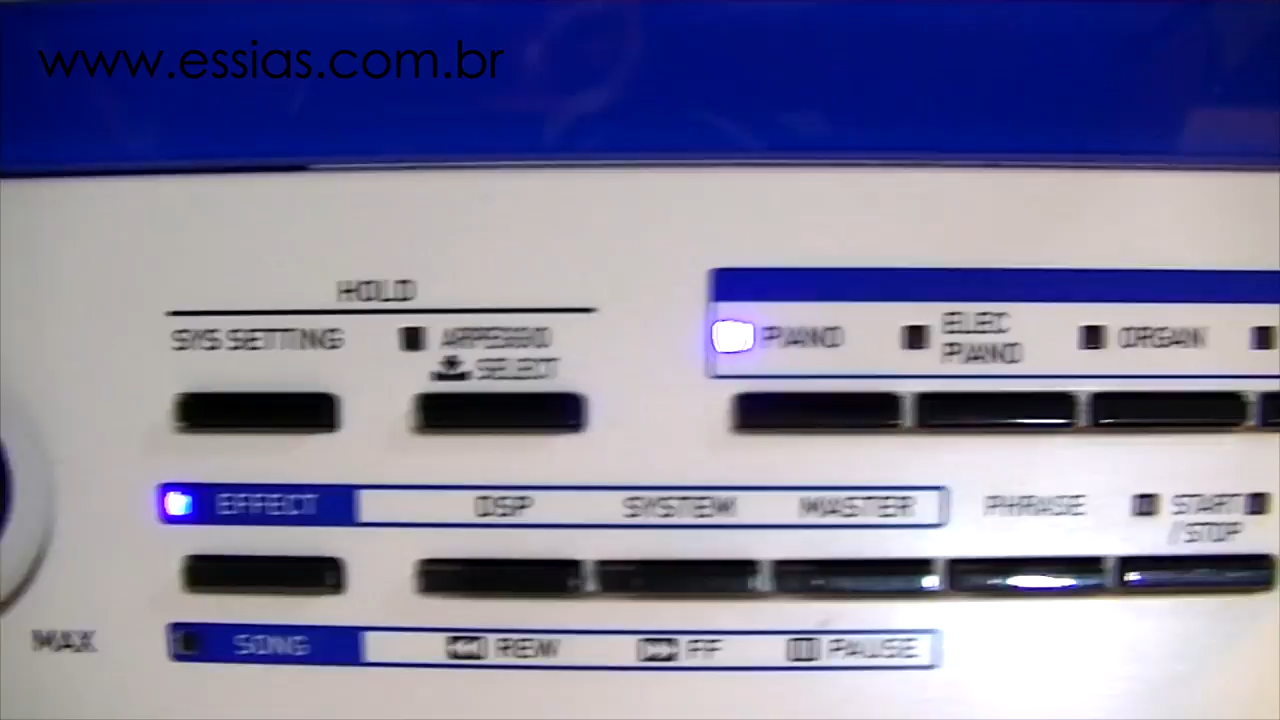 www.essias.com.br
HOLD
SYS SETTING
ARPEGGIO
SELECT
PIANO
ELEC
PIANO
ORGAN
EFFECT DSP SYSTEM MASTER
PHRASE
START
/STOP
MAX
SONG REW FF PAUSE